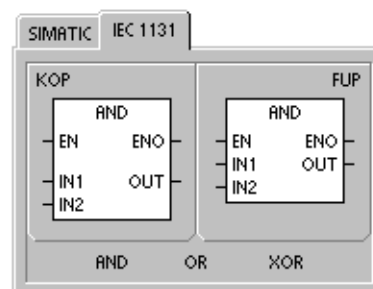 SIMATIC IEC 1131
KOP
AND
EN ENO
IN1 OUT
IN2
FUP
AND
EN ENO
IN1 OUT
IN2
AND OR XOR